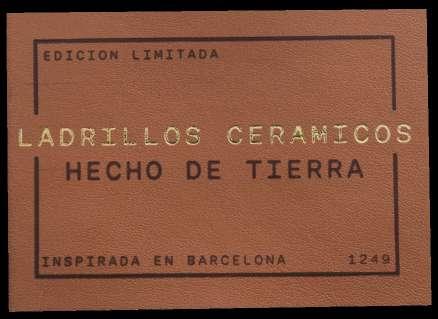 EDICION LIMITADA
LADRILLOS CERAMICOS
HECHO DE TIERRA
INSPIRADA EN BARCELONA 1249